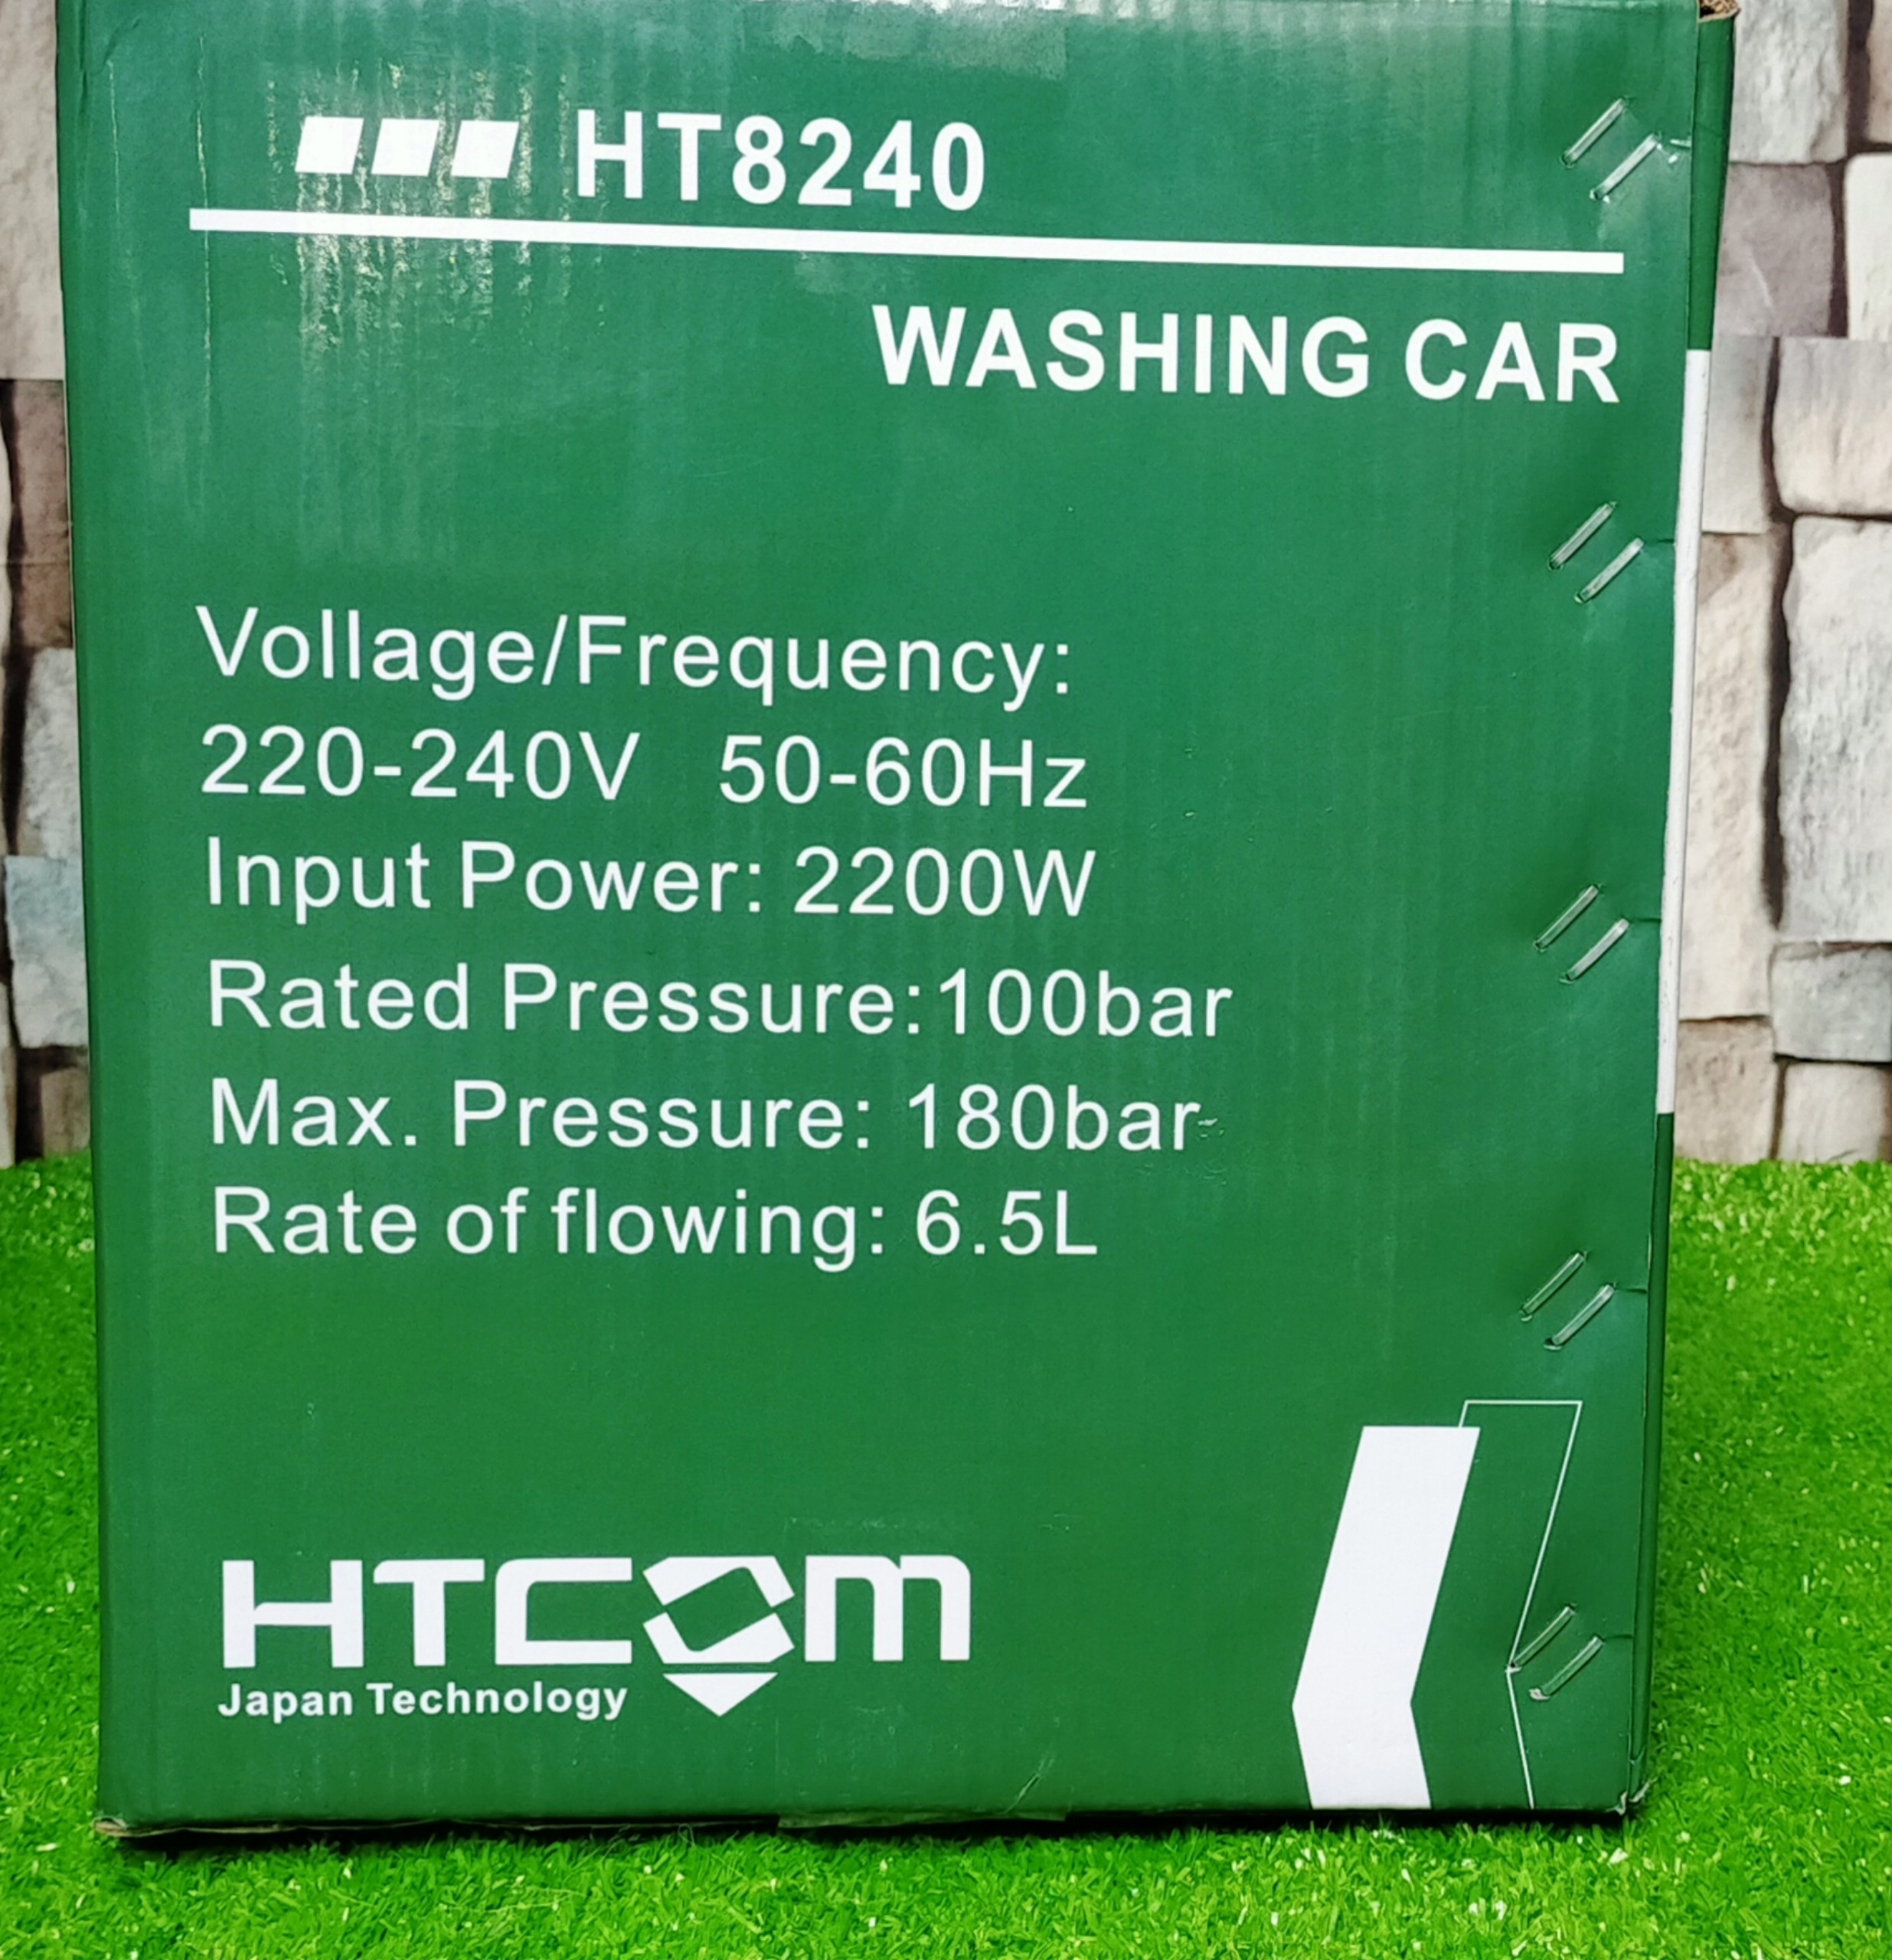 HT8240
WASHING CAR
Vollage/Frequency:
220-240V 50-60Hz
Input Power: 2200W
Rated Pressure:100bar
Max. Pressure: 180bar
Rate of flowing: 6.5L
HTCOM
Japan Technology